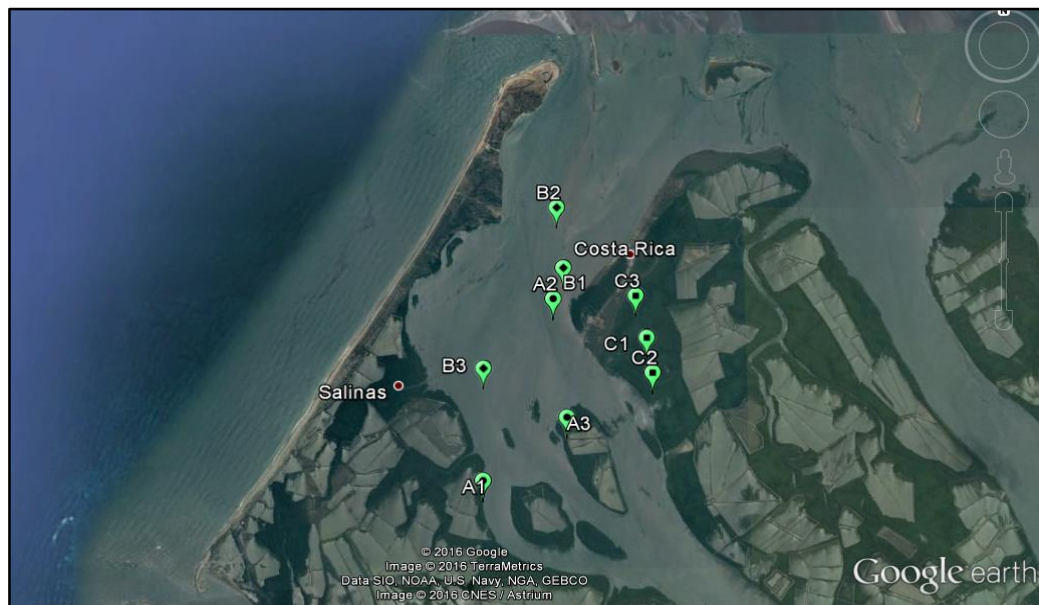 N
B2
Costa Rica
B1
A2
C3
C1
C2
B3
Salinas
A3
A1
© 2016 Google
Image © 2016 TerraMetrics
Data SIO, NOAA, U.S. Navy, NGA, GEBCO
Image © 2016 CNES / Astrium
Google earth